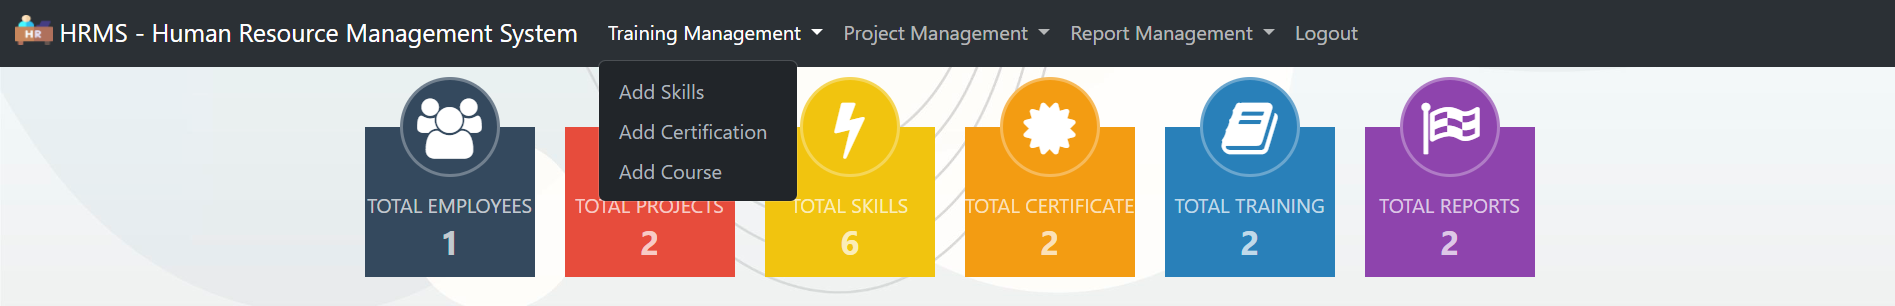 HR HRMS - Human Resource Management System Training Management Project Management Report Management Logout
Add Skills
Add Certification
Add Course
TOTAL EMPLOYEES
1
TOTAL PROJECTS
2
TOTAL SKILLS
6
TOTAL CERTIFICATE
2
TOTAL TRAINING
2
TOTAL REPORTS
2